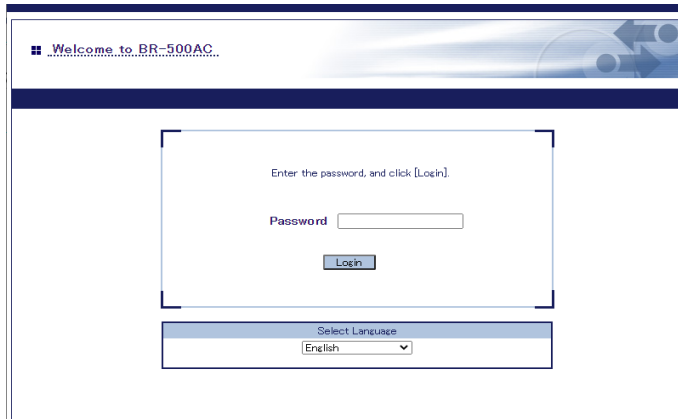 Welcome to BR-500AC
Enter the password, and click [Login].
Password
Login
Select Language
English